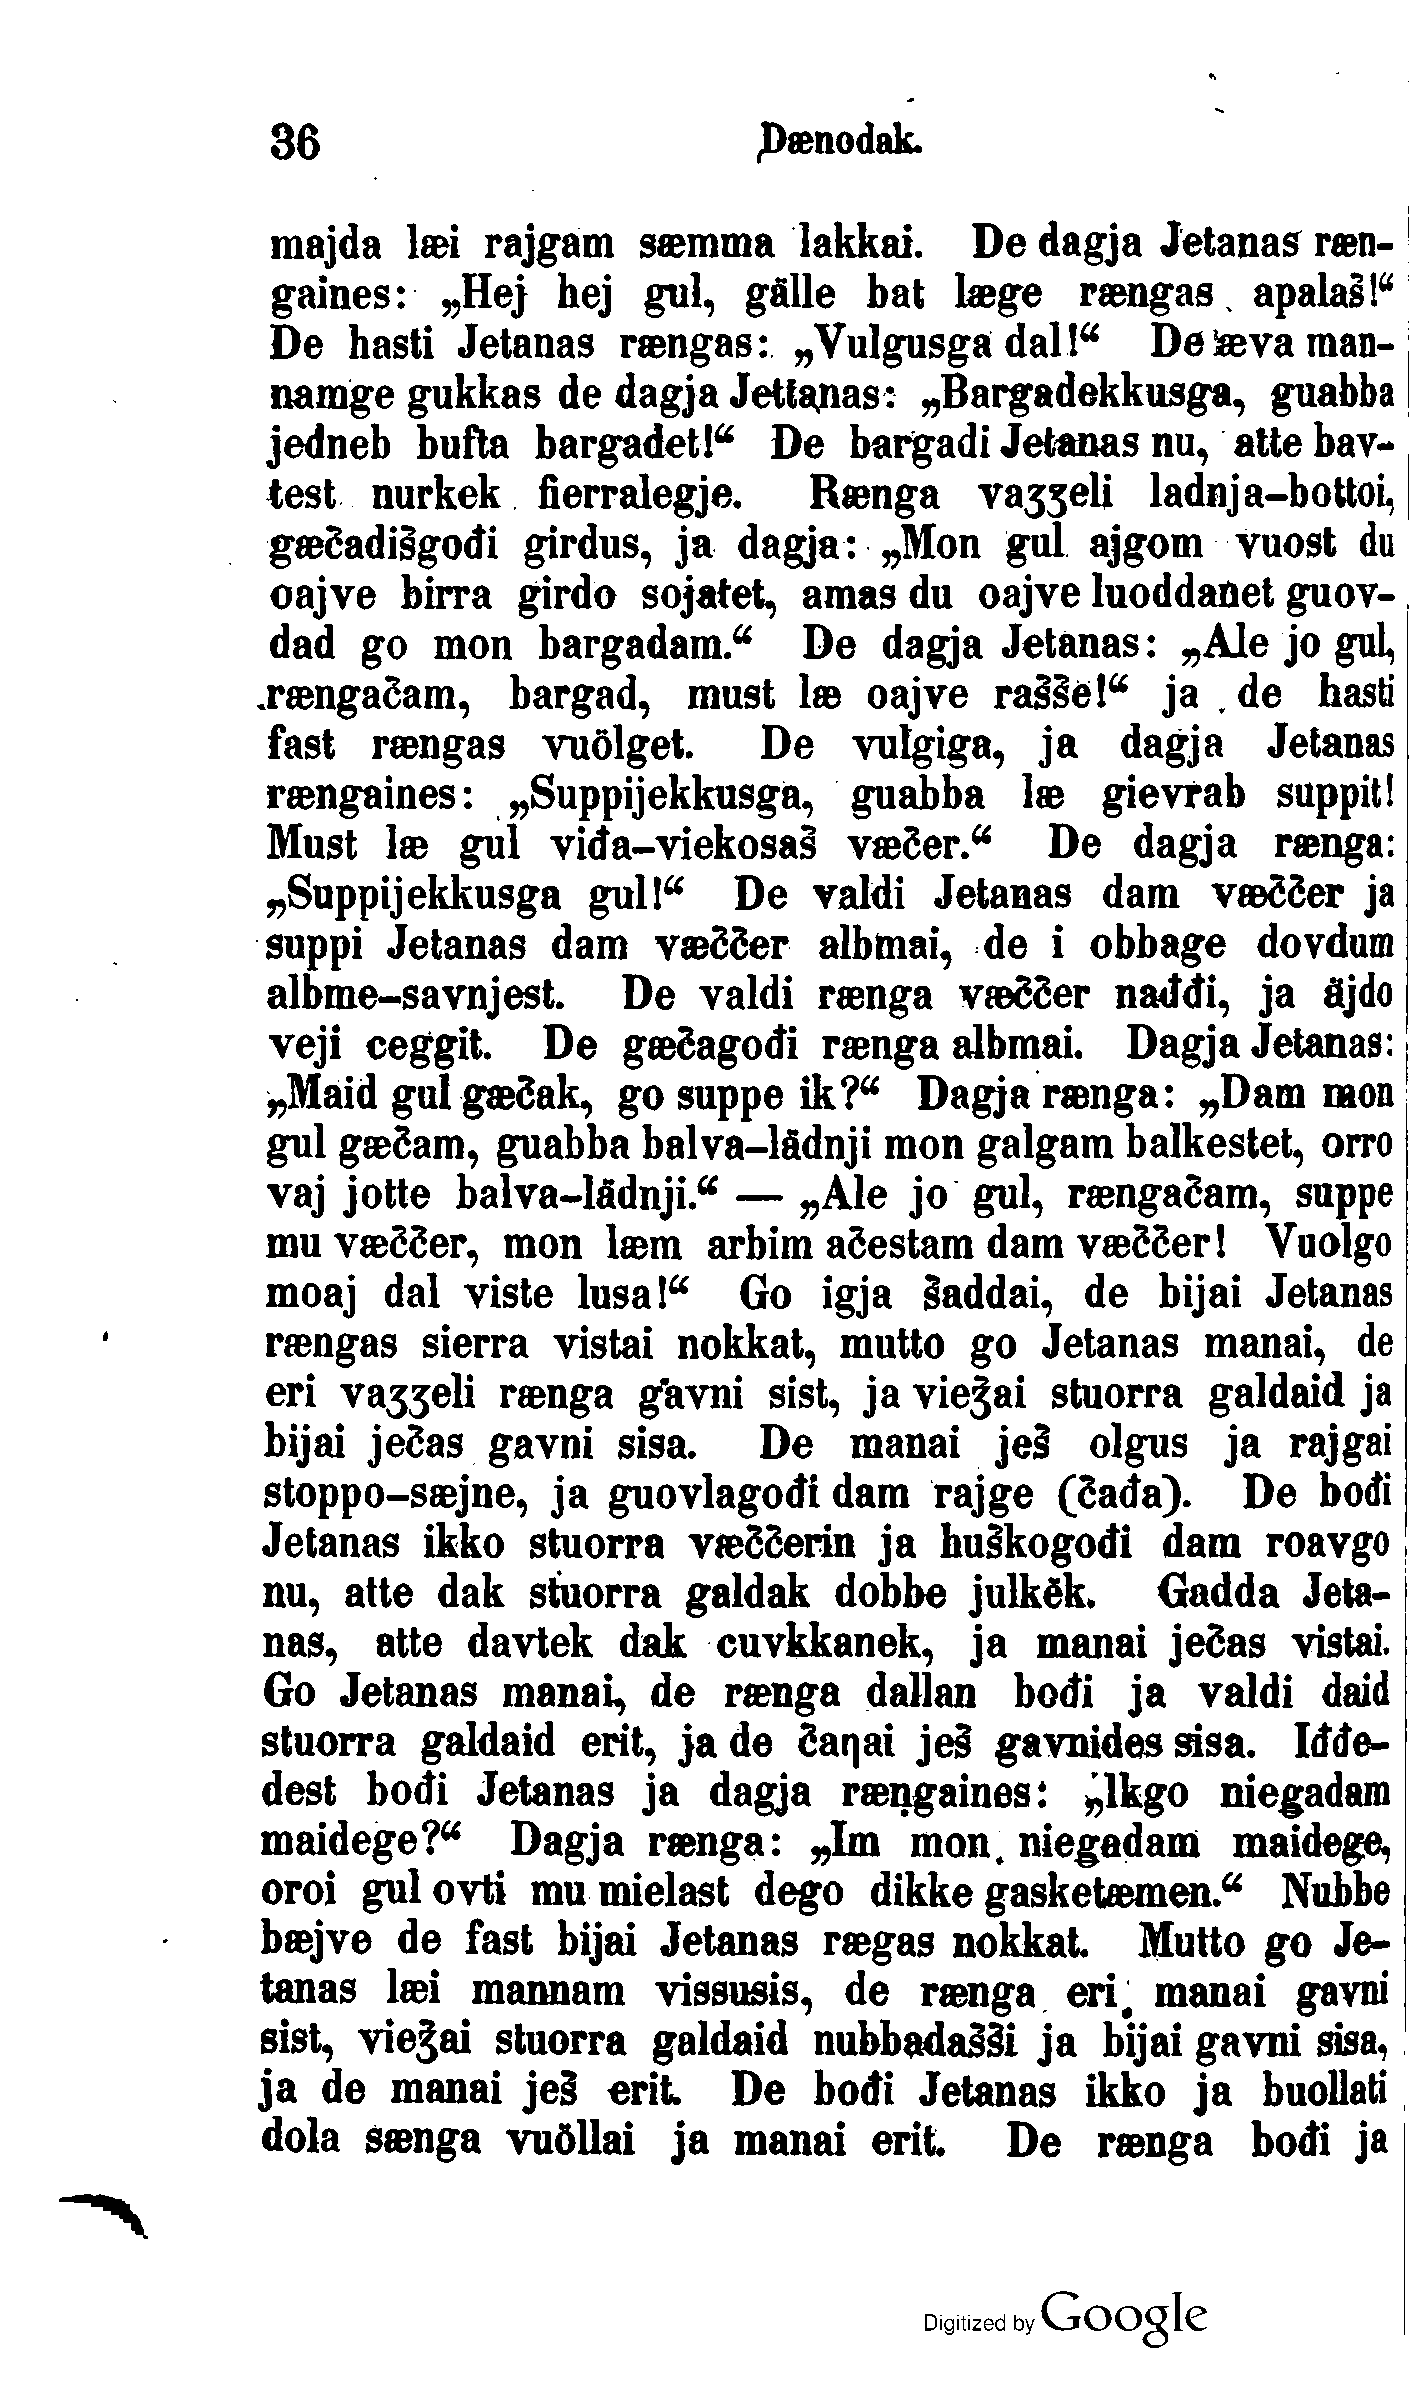 36 Dænodak.
majda læi rajgam sæmma lakkai. De dagja Jetanas ræn-
gaines: „Hej hej gul, gälle bat læge rængas apalaš!“
De hasti Jetanas rængas: „Vulgusga dal!“ De æva man-
namge gukkas de dagja Jettanas: „Bargadekkusga, guabba
jedneb bufta bargadet!“ De bargadi Jetanas nu, atte bav-
test nurkek fierralegje. Rænga vaʒʒeli ladnja-bottoi,
gæčadišgođi girdus, ja dagja: „Mon gul ajgom vuost du
oajve birra girdo sojatet, amas du oajve luoddanet guov-
dad go mon bargadam.“ De dagja Jetanas: „Ale jo gul,
rængačam, bargad, must læ oajve rašše!“ ja de hasti
fast rængas vuölget. De vulgiga, ja dagja Jetanas
rængaines: „Suppijekkusga, guabba læ gievrab suppit!
Must læ gul viđa-viekosaš væčer.“ De dagja rænga:
„Suppijekkusga gul!“ De valdi Jetanas dam væččer ja
suppi Jetanas dam væččer albmai, de i obbage dovdum
albme-savnjest. De valdi rænga væččer nađđi, ja äjdo
veji ceggit. De gæčagođi rænga albmai. Dagja Jetanas:
„Maid gul gæčak, go suppe ik?“ Dagja rænga: „Dam mon
gul gæčam, guabba balva-lädnji mon galgam balkestet, orro
vaj jotte balva-lädnji.“ — „Ale jo gul, rængačam, suppe
mu væččer, mon læm arbim ačestam dam væččer! Vuolgo
moaj dal viste lusa!“ Go igja šaddai, de bijai Jetanas
rængas sierra vistai nokkat, mutto go Jetanas manai, de
eri vaʒʒeli rænga gavni sist, ja vieǯai stuorra galdaid ja
bijai ječas gavni sisa. De manai ješ olgus ja rajgai
stoppo-sæjne, ja guovlagođi dam rajge (čađa). De bođi
Jetanas ikko stuorra væččerin ja huškogođi dam roavgo
nu, atte dak stuorra galdak dobbe julkĕk. Gadda Jeta-
nas, atte davtek dak cuvkkanek, ja manai ječas vistai.
Go Jetanas manai, de rænga dallan bođi ja valdi daid
stuorra galdaid erit, ja de čaŋai ješ gavnides sisa. Iđđe-
dest bođi Jetanas ja dagja rængaines: „Ikgo niegadam
maidege?“ Dagja rænga: „Im mon niegadam maidege,
oroi gul ovti mu mielast dego dikke gasketæmen.“ Nubbe
bæjve de fast bijai Jetanas rægas nokkat. Mutto go Je-
tanas læi mannam vissusis, de rænga eri manai gavni
sist, vieǯai stuorra galdaid nubbadašši ja bijai gavni sisa,
ja de manai ješ erit. De bođi Jetanas ikko ja buollati
dola sænga vuöllai ja manai erit. De rænga bođi ja
Digitized by Google